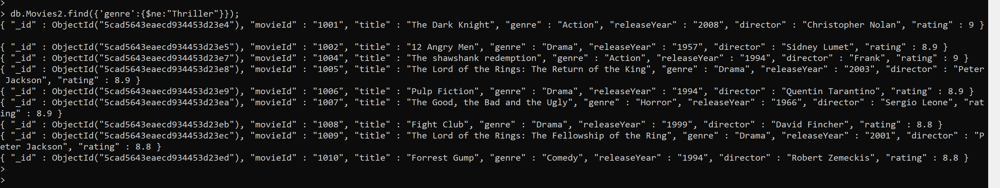 >
> db.Movies2.find({'genre':{$ne:"Thriller"}});
{ "_id" : ObjectId("5cad5643eaecd934453d23e4"), "movieId" : "1001", "title" : "The Dark Knight", "genre" : "Action", "releaseYear" : "2008", "director" : "Christopher Nolan", "rating" : 9 }
{ "_id" : ObjectId("5cad5643eaecd934453d23e5"), "movieId" : "1002", "title" : "12 Angry Men", "genre" : "Drama", "releaseYear" : "1957", "director" : "Sidney Lumet", "rating" : 8.9 }
{ "_id" : ObjectId("5cad5643eaecd934453d23e7"), "movieId" : "1004", "title" : "The shawshank redemption", "genre" : "Action", "releaseYear" : "1994", "director" : "Frank", "rating" : 9 }
{ "_id" : ObjectId("5cad5643eaecd934453d23e8"), "movieId" : "1005", "title" : "The Lord of the Rings: The Return of the King", "genre" : "Drama", "releaseYear" : "2003", "director" : "Peter
 Jackson", "rating" : 8.9 }
{ "_id" : ObjectId("5cad5643eaecd934453d23e9"), "movieId" : "1006", "title" : "Pulp Fiction", "genre" : "Drama", "releaseYear" : "1994", "director" : "Quentin Tarantino", "rating" : 8.9 }
{ "_id" : ObjectId("5cad5643eaecd934453d23ea"), "movieId" : "1007", "title" : "The Good, the Bad and the Ugly", "genre" : "Horror", "releaseYear" : "1966", "director" : "Sergio Leone", "rat
ing" : 8.9 }
{ "_id" : ObjectId("5cad5643eaecd934453d23eb"), "movieId" : "1008", "title" : "Fight Club", "genre" : "Drama", "releaseYear" : "1999", "director" : "David Fincher", "rating" : 8.8 }
{ "_id" : ObjectId("5cad5643eaecd934453d23ec"), "movieId" : "1009", "title" : "The Lord of the Rings: The Fellowship of the Ring", "genre" : "Drama", "releaseYear" : "2001", "director" : "P
eter Jackson", "rating" : 8.8 }
{ "_id" : ObjectId("5cad5643eaecd934453d23ed"), "movieId" : "1010", "title" : "Forrest Gump", "genre" : "Comedy", "releaseYear" : "1994", "director" : "Robert Zemeckis", "rating" : 8.8 }
>
>